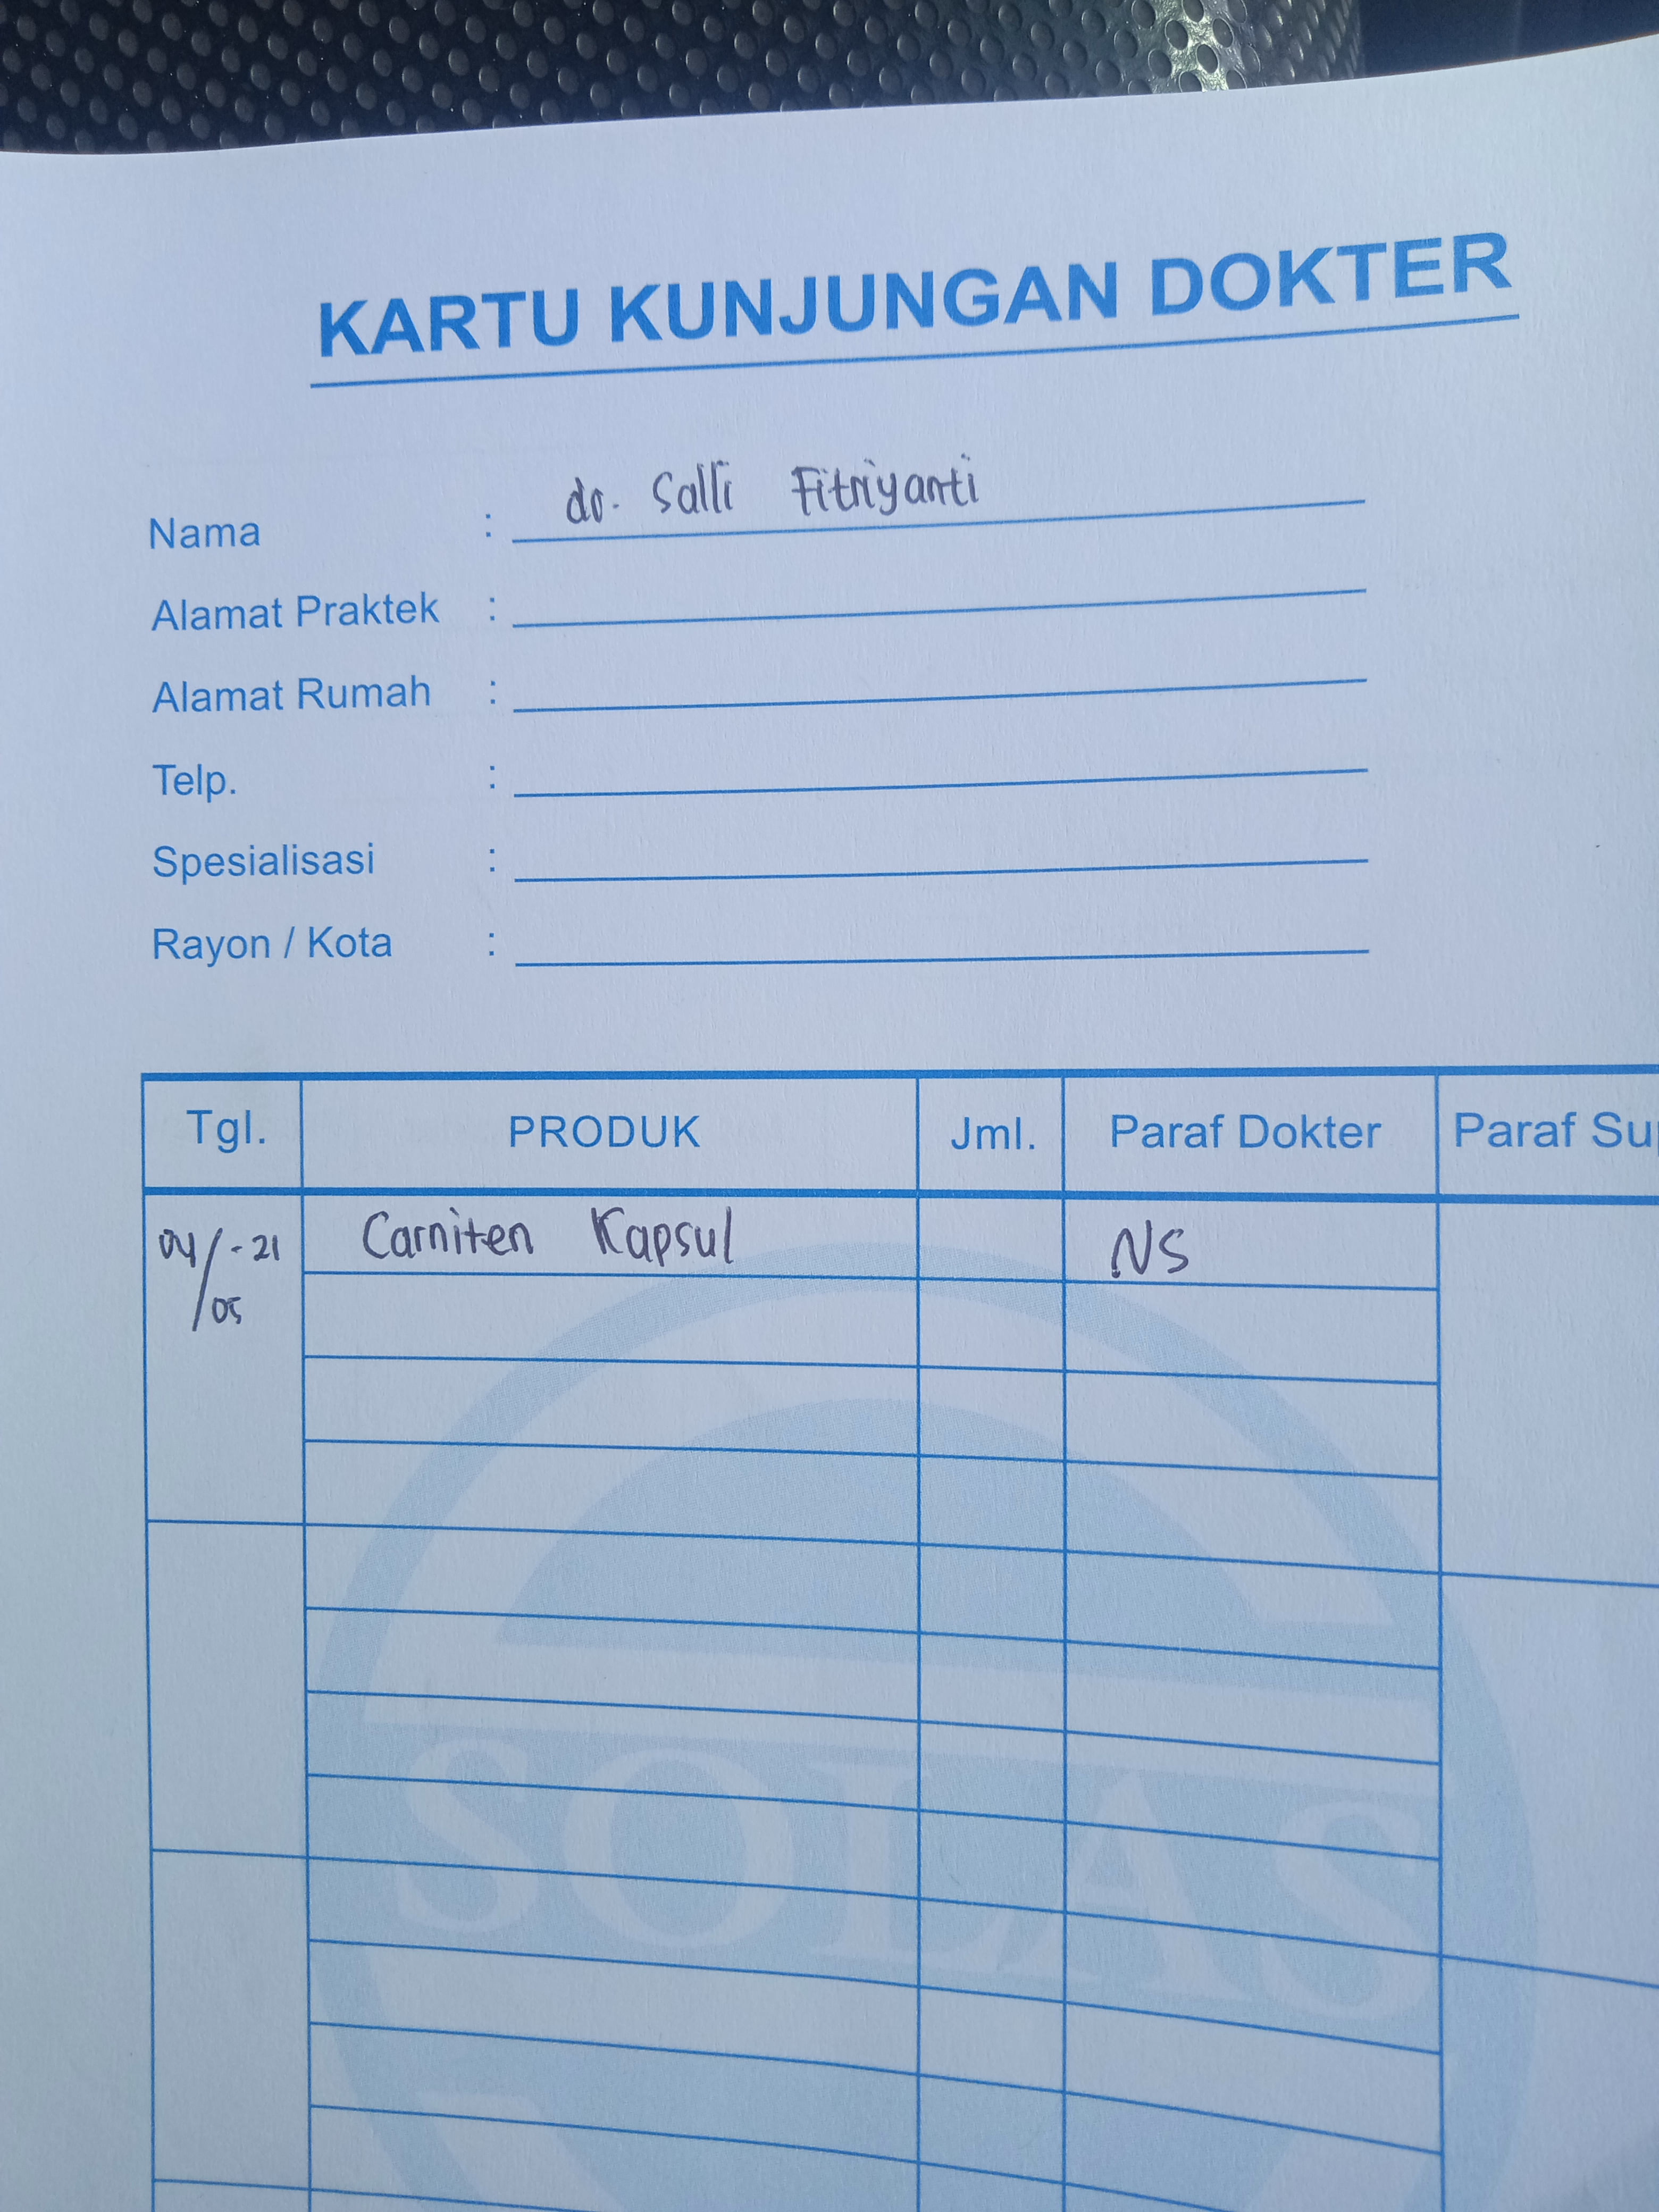 KARTU KUNJUNGAN DOKTER
Nama : dr. Salli Fitriyanti
Alamat Praktek :
Alamat Rumah :
Telp. :
Spesialisasi :
Rayon / Kota :
Tgl. PRODUK Jml. Paraf Dokter Paraf Su
04/05-21 Carniten Kapsul NS
SOLAS